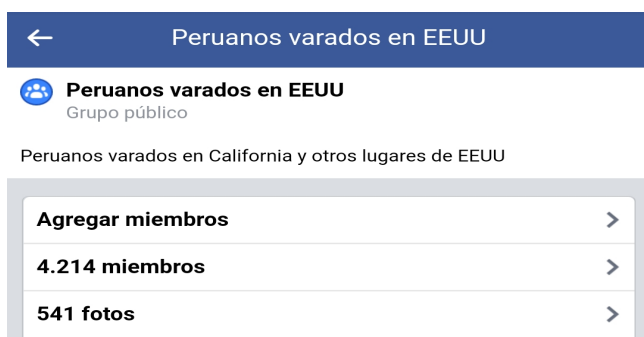 Peruanos varados en EEUU
Peruanos varados en EEUU
Grupo público
Peruanos varados en California y otros lugares de EEUU
Agregar miembros
4.214 miembros
541 fotos